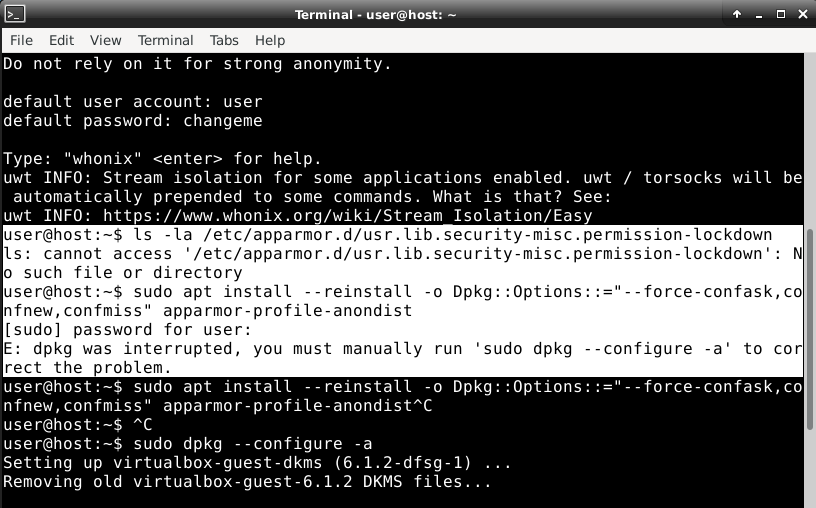 Terminal - user@host: ~
File Edit View Terminal Tabs Help
Do not rely on it for strong anonymity.
default user account: user
default password: changeme
Type: "whonix" <enter> for help.
uwt INFO: Stream isolation for some applications enabled. uwt / torsocks will be
 automatically prepended to some commands. What is that? See:
uwt INFO: https://www.whonix.org/wiki/Stream_Isolation/Easy
user@host:~$ ls -la /etc/apparmor.d/usr.lib.security-misc.permission-lockdown
ls: cannot access '/etc/apparmor.d/usr.lib.security-misc.permission-lockdown': N
o such file or directory
user@host:~$ sudo apt install --reinstall -o Dpkg::Options::="--force-confask,co
nfnew,confmiss" apparmor-profile-anondist
[sudo] password for user:
E: dpkg was interrupted, you must manually run 'sudo dpkg --configure -a' to cor
rect the problem.
user@host:~$ sudo apt install --reinstall -o Dpkg::Options::="--force-confask,co
nfnew,confmiss" apparmor-profile-anondist^C
user@host:~$ ^C
user@host:~$ sudo dpkg --configure -a
Setting up virtualbox-guest-dkms (6.1.2-dfsg-1) ...
Removing old virtualbox-guest-6.1.2 DKMS files...